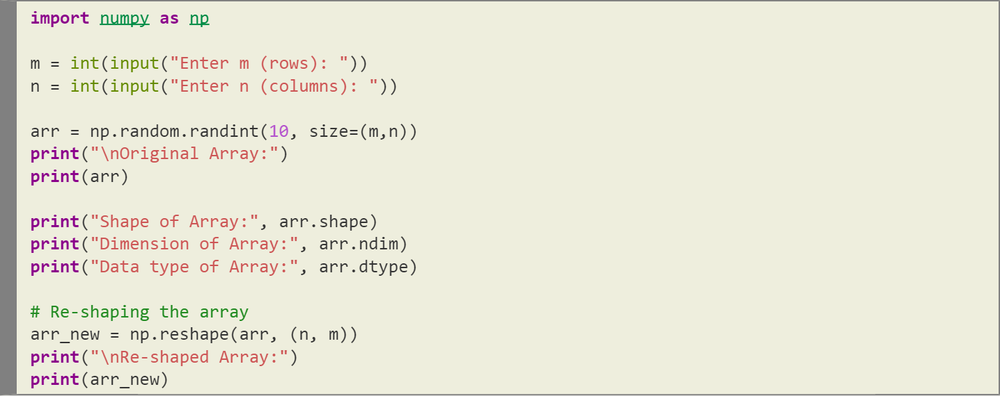 import numpy as np
m = int(input("Enter m (rows): "))
n = int(input("Enter n (columns): "))
arr = np.random.randint(10, size=(m,n))
print("\nOriginal Array:")
print(arr)
print("Shape of Array:", arr.shape)
print("Dimension of Array:", arr.ndim)
print("Data type of Array:", arr.dtype)
# Re-shaping the array
arr_new = np.reshape(arr, (n, m))
print("\nRe-shaped Array:")
print(arr_new)